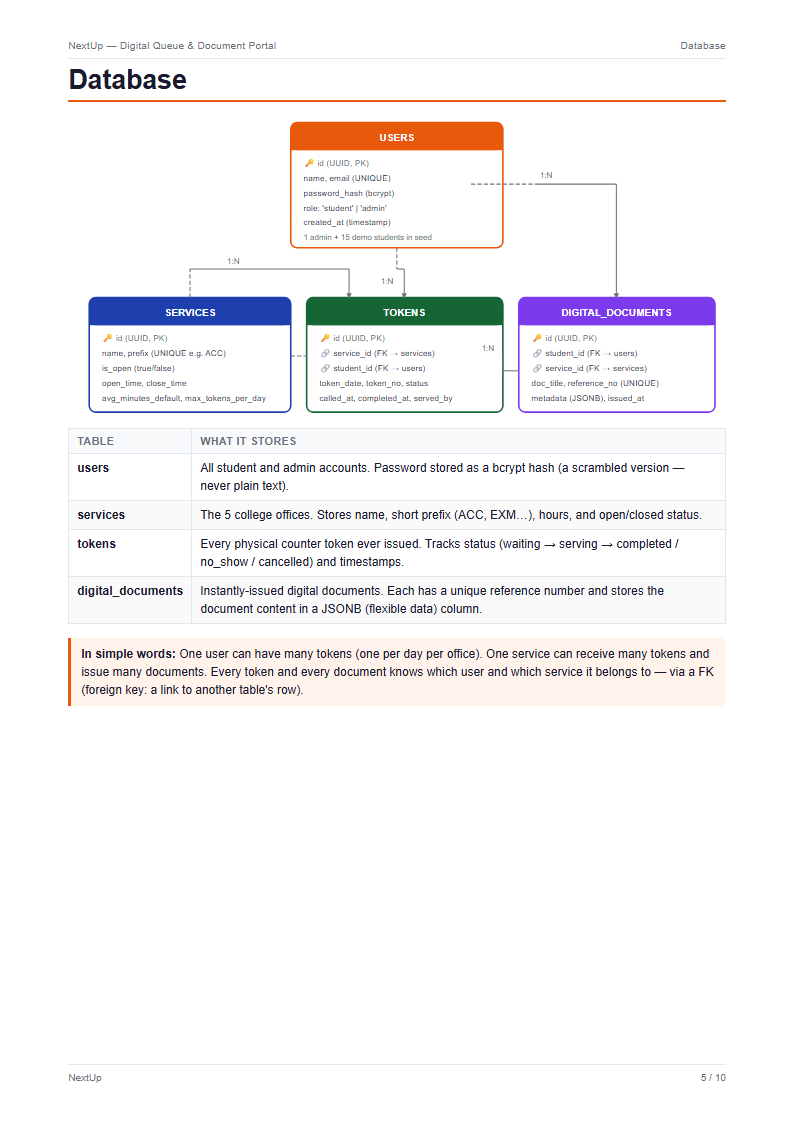 NextUp — Digital Queue & Document Portal
Database
Database
USERS
🔑 id (UUID, PK)
name, email (UNIQUE)
password_hash (bcrypt)
role: 'student' | 'admin'
created_at (timestamp)
1 admin + 15 demo students in seed
1:N
1:N
1:N
SERVICES
🔑 id (UUID, PK)
name, prefix (UNIQUE e.g. ACC)
is_open (true/false)
open_time, close_time
avg_minutes_default, max_tokens_per_day
TOKENS
🔑 id (UUID, PK)
🔗 service_id (FK → services)
🔗 student_id (FK → users)
token_date, token_no, status
called_at, completed_at, served_by
1:N
DIGITAL_DOCUMENTS
🔑 id (UUID, PK)
🔗 student_id (FK → users)
🔗 service_id (FK → services)
doc_title, reference_no (UNIQUE)
metadata (JSONB), issued_at
TABLE WHAT IT STORES
users All student and admin accounts. Password stored as a bcrypt hash (a scrambled version —
never plain text).
services The 5 college offices. Stores name, short prefix (ACC, EXM...), hours, and open/closed status.
tokens Every physical counter token ever issued. Tracks status (waiting → serving → completed /
no_show / cancelled) and timestamps.
digital_documents Instantly-issued digital documents. Each has a unique reference number and stores the
document content in a JSONB (flexible data) column.
In simple words: One user can have many tokens (one per day per office). One service can receive many tokens and
issue many documents. Every token and every document knows which user and which service it belongs to — via a FK
(foreign key: a link to another table's row).
NextUp
5 / 10